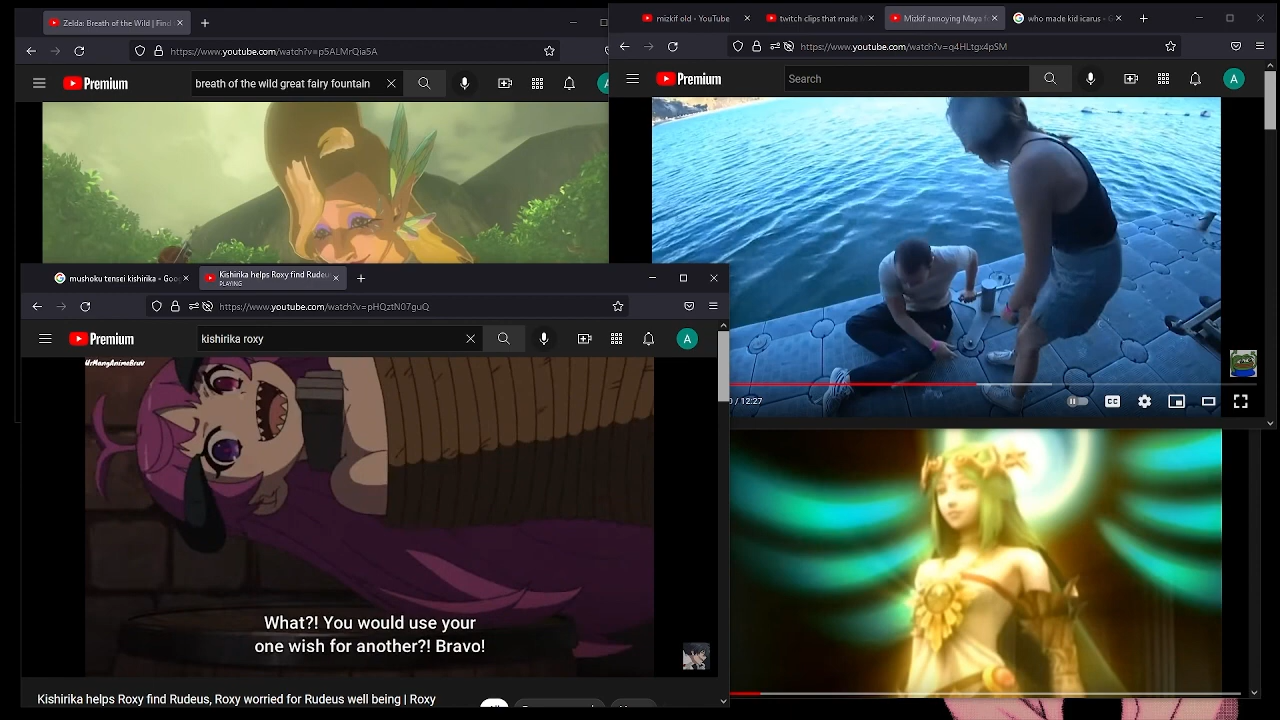 Zelda: Breath of the Wild | Find
https://www.youtube.com/watch?v=p5ALMrQia5A
Premium
breath of the wild great fairy fountain
A
mizkif old - YouTube
twitch clips that made M
Mizkif annoying Maya f
who made kid icarus - G
https://www.youtube.com/watch?v=q4HLtgx4pSM
Premium
Search
A
/ 12:27
CC
mushoku tensei kishirika - Goo
Kishirika helps Roxy find Rudeu
PLAYING
https://www.youtube.com/watch?v=pHQztN07guQ
Premium
kishirika roxy
A
UrMangAnimeBruv
What?! You would use your
one wish for another?! Bravo!
Kishirika helps Roxy find Rudeus, Roxy worried for Rudeus well being | Roxy